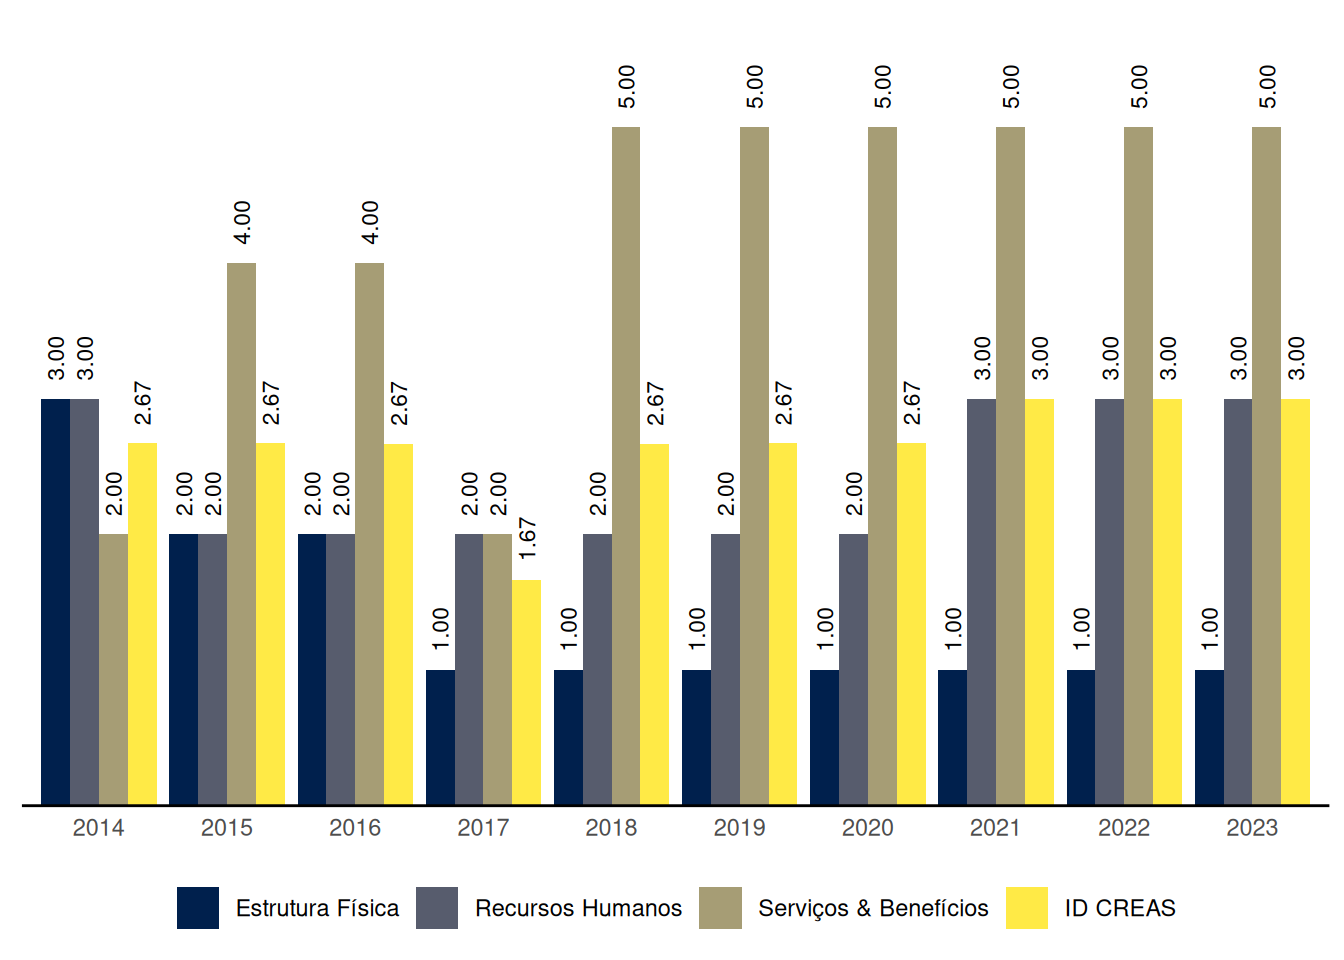 5.00 5.00 5.00 5.00 5.00 5.00
4.00 4.00
3.00 3.00 3.00 3.00 3.00 3.00 3.00 3.00
2.67 2.67 2.67 2.67 2.67 2.67
2.00 2.00 2.00 2.00 2.00 2.00 2.00 2.00 2.00 2.00
1.67
1.00 1.00 1.00 1.00 1.00 1.00 1.00
2014 2015 2016 2017 2018 2019 2020 2021 2022 2023
Estrutura Física Recursos Humanos Serviços & Benefícios ID CREAS